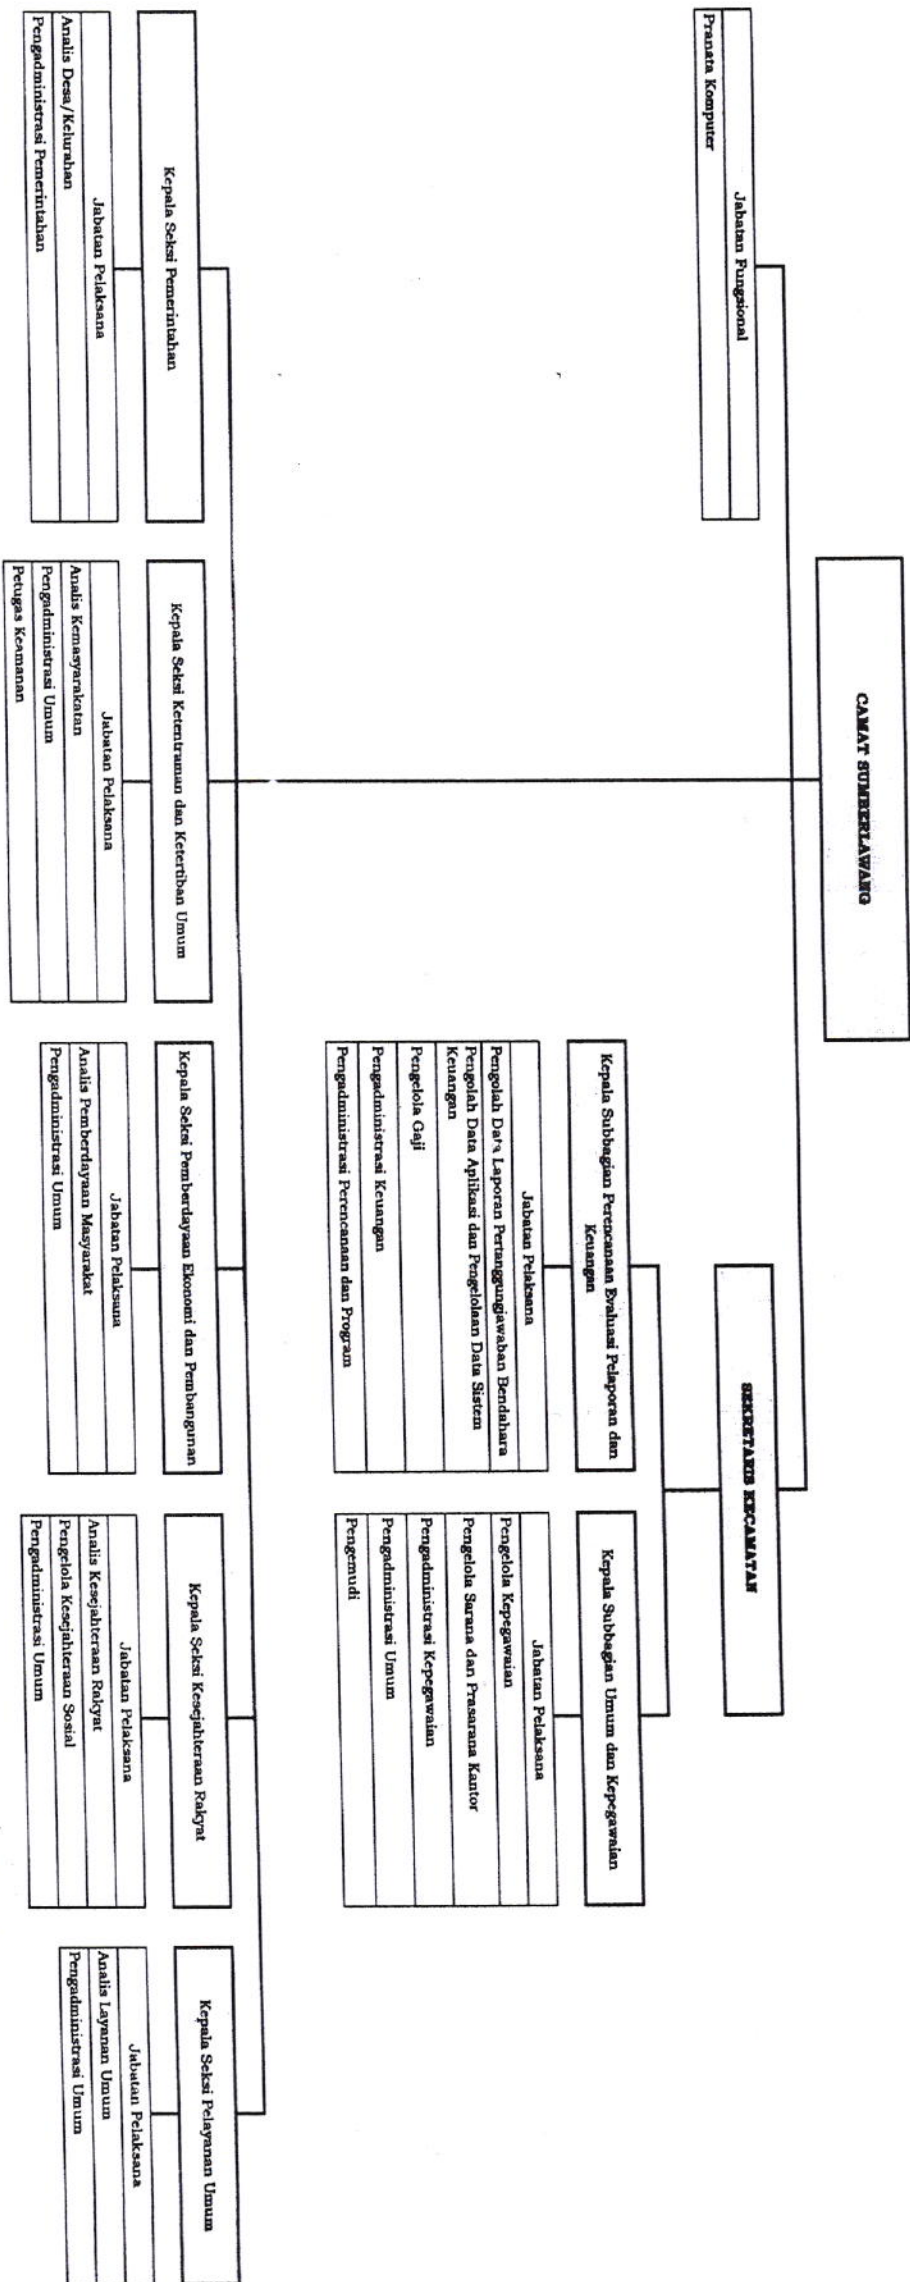 CAMAT SUMBERLAWANG
Jabatan Fungsional
Pranata Komputer
SEKRETARIS KECAMATAN
Kepala Subbagian Perencanaan Evaluasi Pelaporan dan
Keuangan
Jabatan Pelaksana
Pengolah Data Laporan Pertanggungjawaban Bendahara
Pengolah Data Aplikasi dan Pengelolaan Data Sistem
Keuangan
Pengelola Gaji
Pengadministrasi Keuangan
Pengadministrasi Perencanaan dan Program
Kepala Subbagian Umum dan Kepegawaian
Jabatan Pelaksana
Pengelola Kepegawaian
Pengelola Sarana dan Prasarana Kantor
Pengadministrasi Kepegawaian
Pengadministrasi Umum
Pengemudi
Kepala Seksi Pemerintahan
Jabatan Pelaksana
Analis Desa/Kelurahan
Pengadministrasi Pemerintahan
Kepala Seksi Ketentraman dan Ketertiban Umum
Jabatan Pelaksana
Analis Kemasyarakatan
Pengadministrasi Umum
Petugas Keamanan
Kepala Seksi Pemberdayaan Ekonomi dan Pembangunan
Jabatan Pelaksana
Analis Pemberdayaan Masyarakat
Pengadministrasi Umum
Kepala Seksi Kesejahteraan Rakyat
Jabatan Pelaksana
Analis Kesejahteraan Rakyat
Pengelola Kesejahteraan Sosial
Pengadministrasi Umum
Kepala Seksi Pelayanan Umum
Jabatan Pelaksana
Analis Layanan Umum
Pengadministrasi Umum